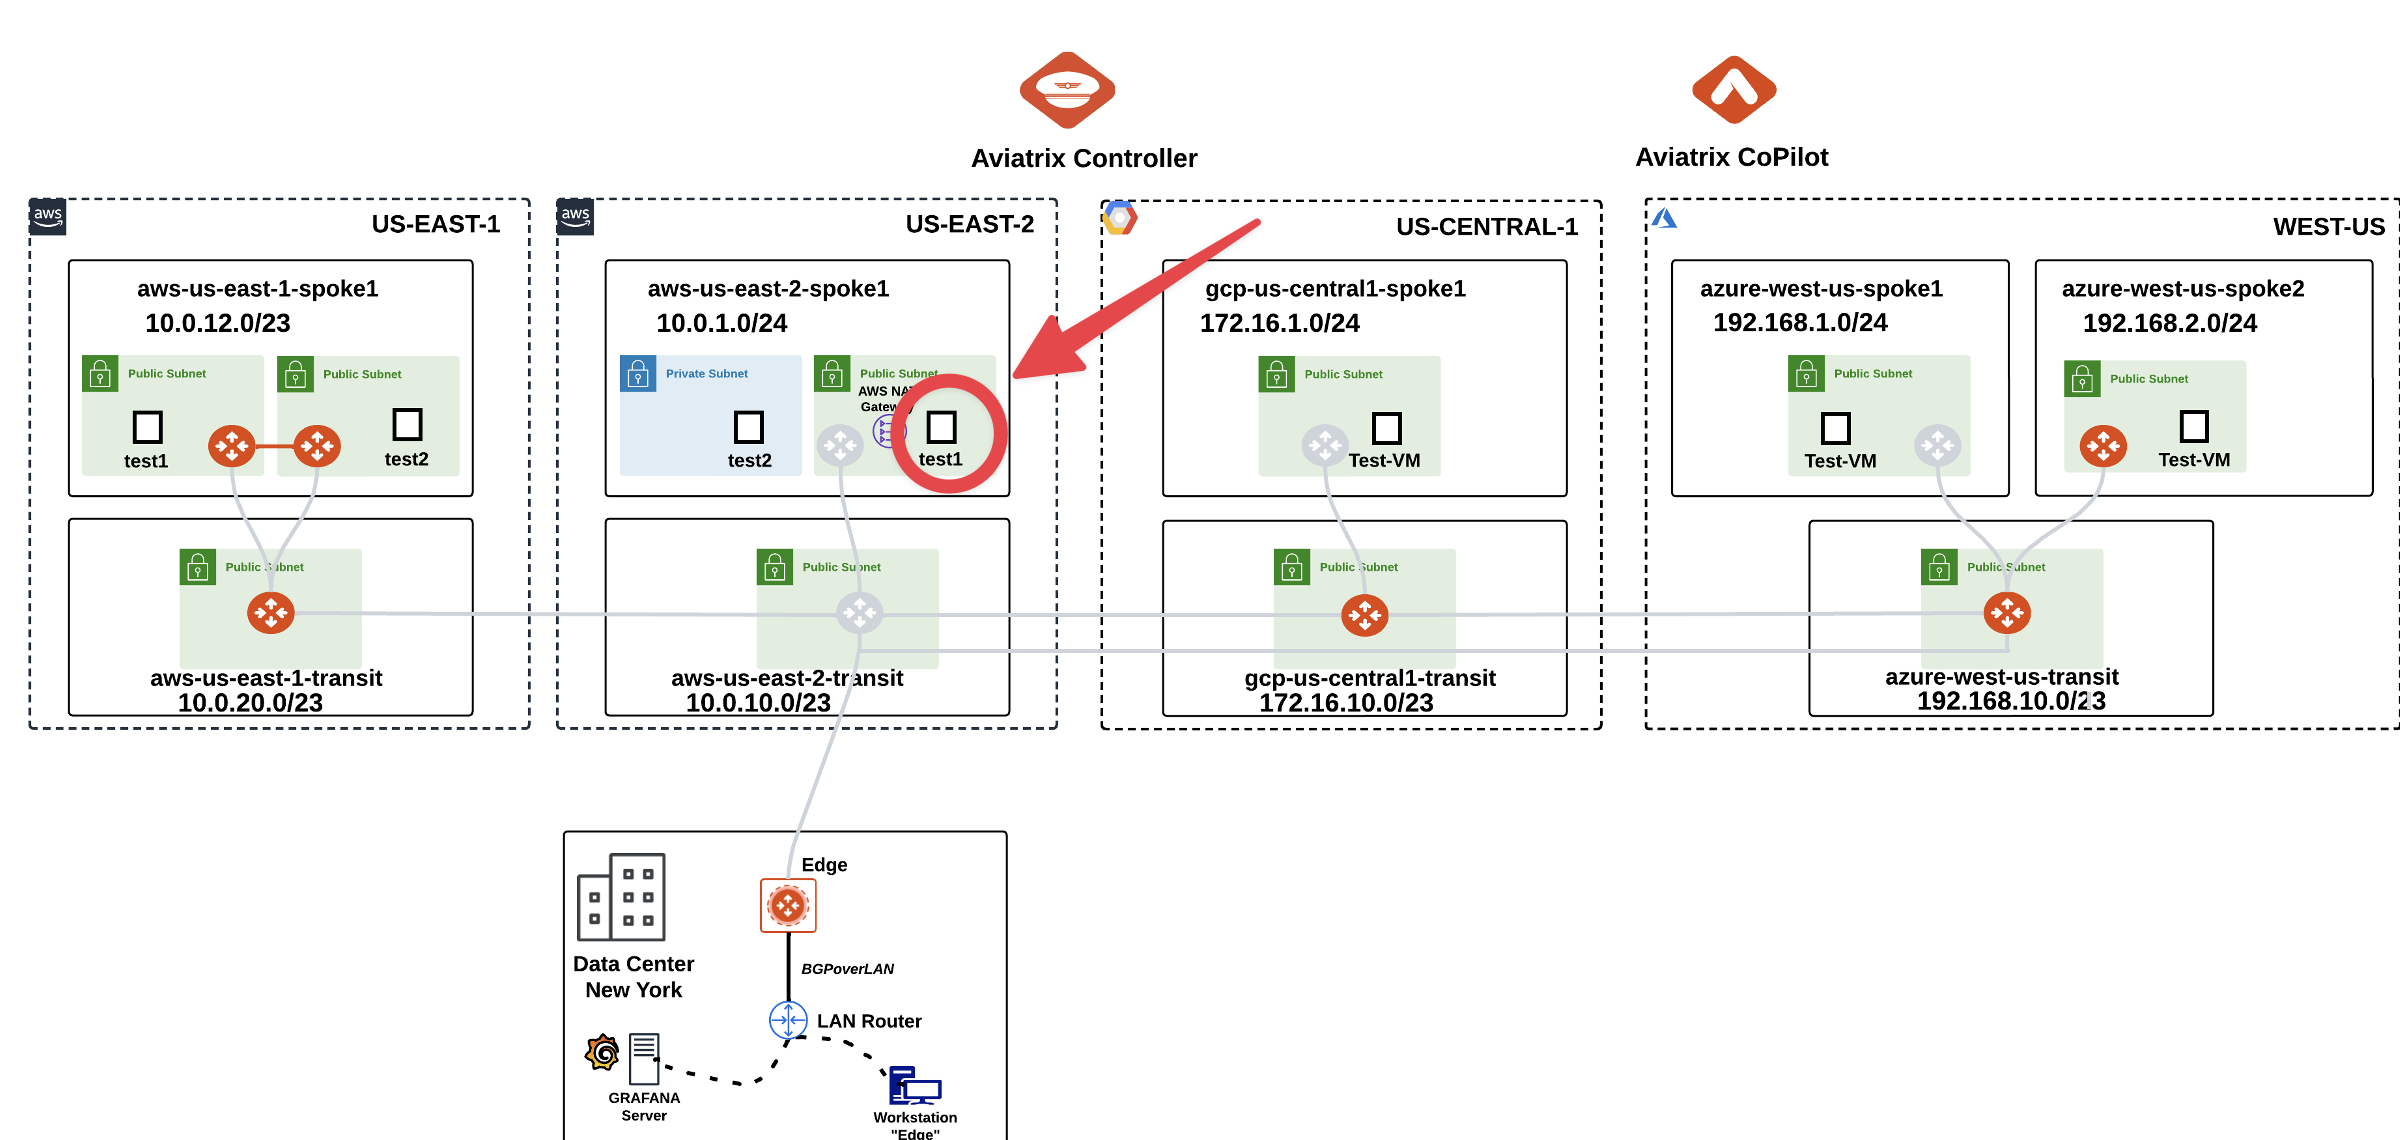 Aviatrix Controller
Aviatrix CoPilot
aws
US-EAST-1
aws-us-east-1-spoke1
10.0.12.0/23
Public Subnet
Public Subnet
test1
test2
Public Subnet
aws-us-east-1-transit
10.0.20.0/23
aws
US-EAST-2
aws-us-east-2-spoke1
10.0.1.0/24
Private Subnet
test2
Public Subnet
AWS NAT
Gateway
test1
Public Subnet
aws-us-east-2-transit
10.0.10.0/23
US-CENTRAL-1
gcp-us-central1-spoke1
172.16.1.0/24
Public Subnet
Test-VM
Public Subnet
gcp-us-central1-transit
172.16.10.0/23
WEST-US
azure-west-us-spoke1
192.168.1.0/24
Public Subnet
Test-VM
azure-west-us-spoke2
192.168.2.0/24
Public Subnet
Test-VM
Public Subnet
azure-west-us-transit
192.168.10.0/23
Edge
Data Center
New York
BGPoverLAN
LAN Router
GRAFANA
Server
Workstation
"Edge"